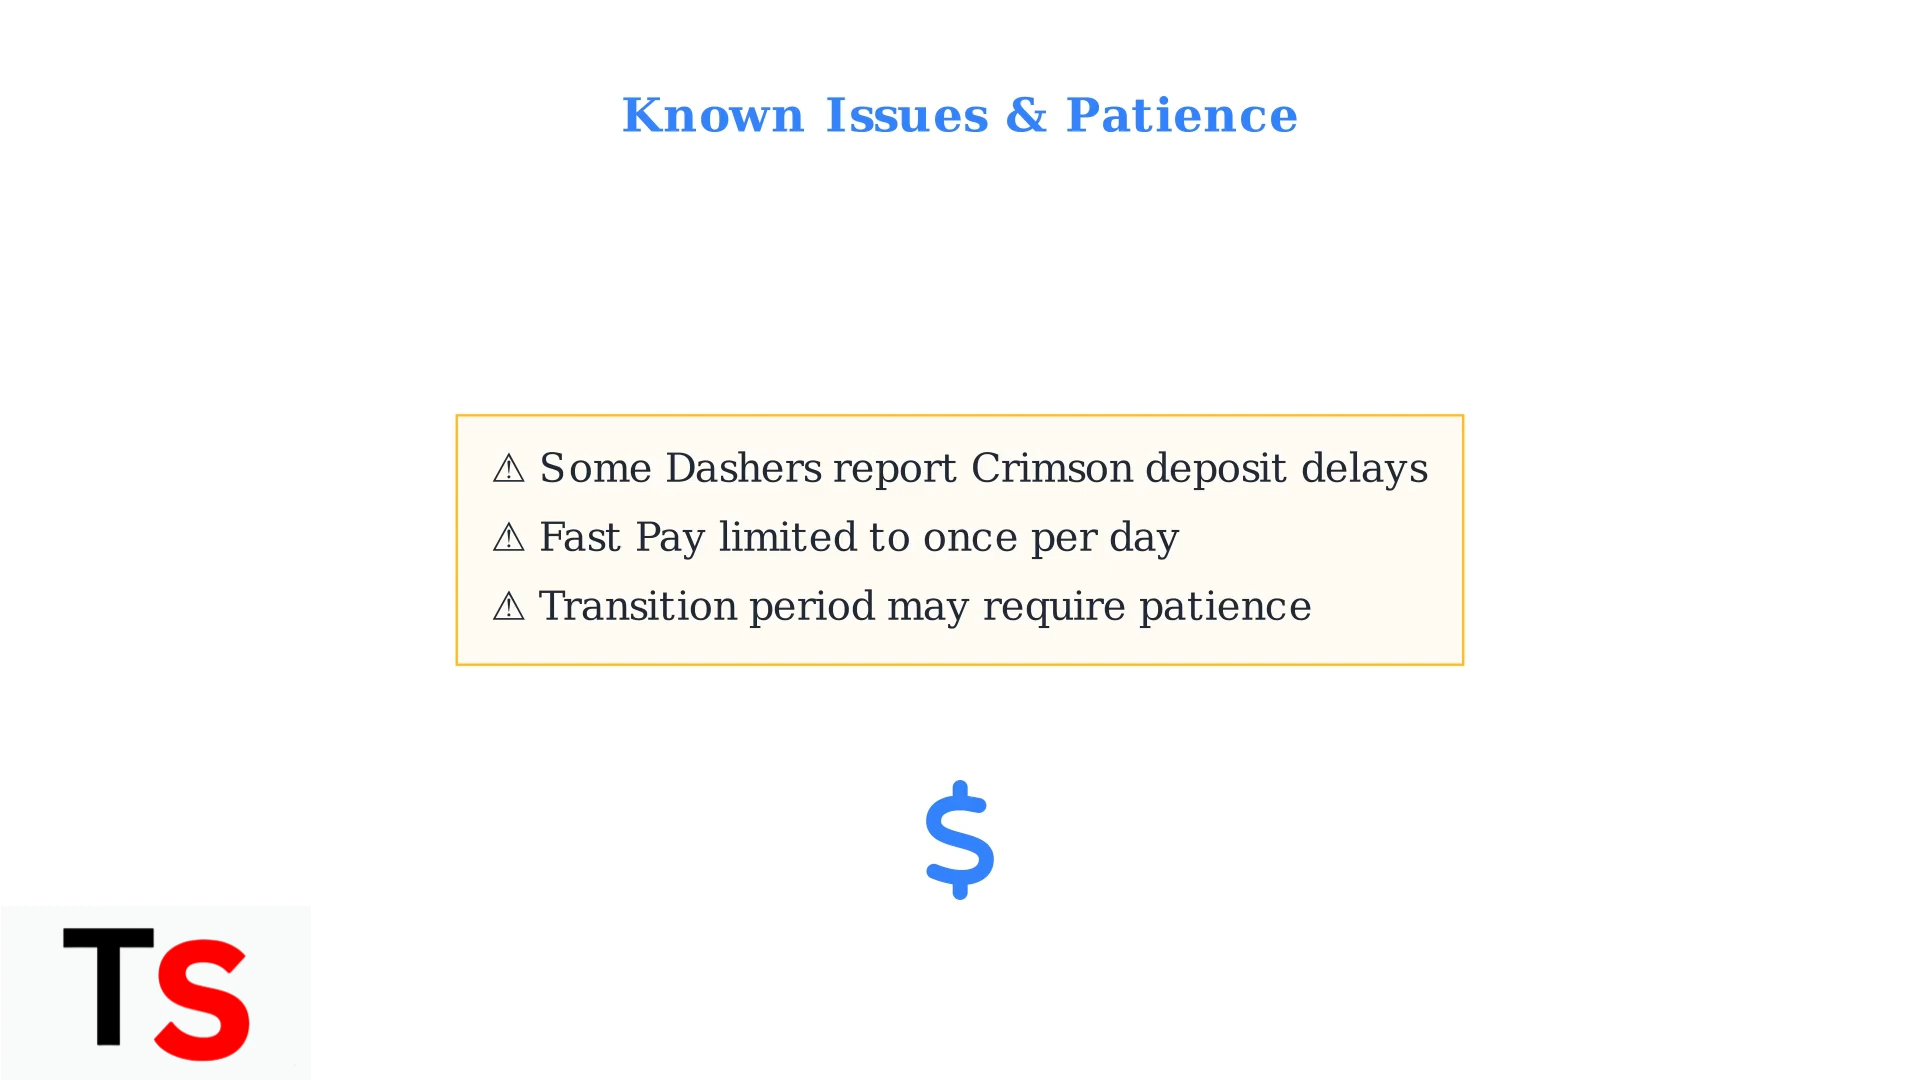 Known Issues & Patience
⚠ Some Dashers report Crimson deposit delays
⚠ Fast Pay limited to once per day
⚠ Transition period may require patience
$
TS